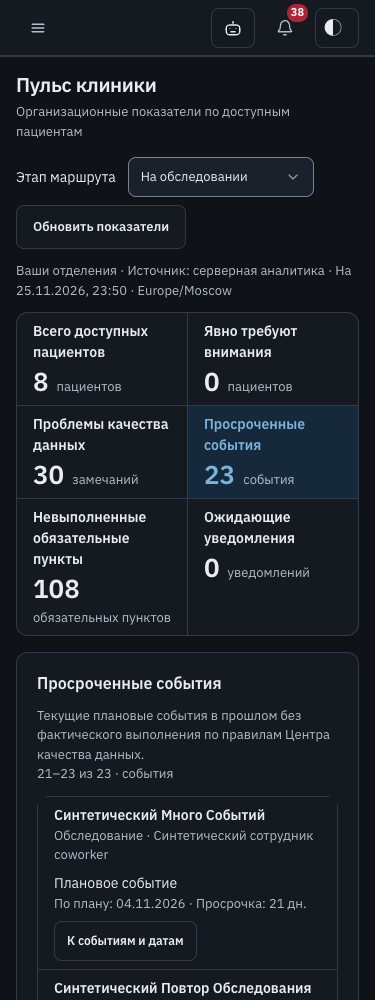 38
Пульс клиники
Организационные показатели по доступным
пациентам
Этап маршрута
На обследовании
Обновить показатели
Ваши отделения · Источник: серверная аналитика · На
25.11.2026, 23:50 · Europe/Moscow
Всего доступных
пациентов
8 пациентов
Явно требуют
внимания
0 пациентов
Проблемы качества
данных
30 замечаний
Просроченные
события
23 события
Невыполненные
обязательные
пункты
108
обязательных пунктов
Ожидающие
уведомления
0 уведомлений
Просроченные события
Текущие плановые события в прошлом без
фактического выполнения по правилам Центра
качества данных.
21–23 из 23 · события
Синтетический Много Событий
Обследование · Синтетический сотрудник
coworker
Плановое событие
По плану: 04.11.2026 · Просрочка: 21 дн.
К событиям и датам
Синтетический Повтор Обследования